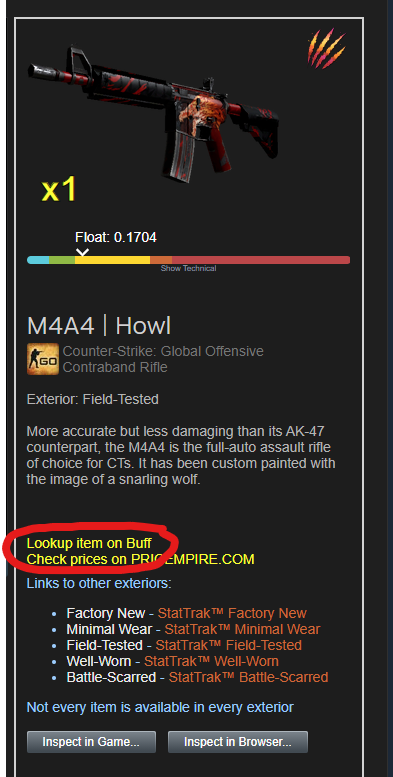 x1
Float: 0.1704
Show Technical
M4A4 | Howl
GO
Counter-Strike: Global Offensive
Contraband Rifle
Exterior: Field-Tested
More accurate but less damaging than its AK-47
counterpart, the M4A4 is the full-auto assault rifle
of choice for CTs. It has been custom painted with
the image of a snarling wolf.
Lookup item on Buff
Check prices on PRICEMPIRE.COM
Links to other exteriors:
• Factory New - StatTrak™ Factory New
• Minimal Wear - StatTrak™ Minimal Wear
• Field-Tested - StatTrak™ Field-Tested
• Well-Worn - StatTrak™ Well-Worn
• Battle-Scarred - StatTrak™ Battle-Scarred
Not every item is available in every exterior
Inspect in Game... Inspect in Browser...